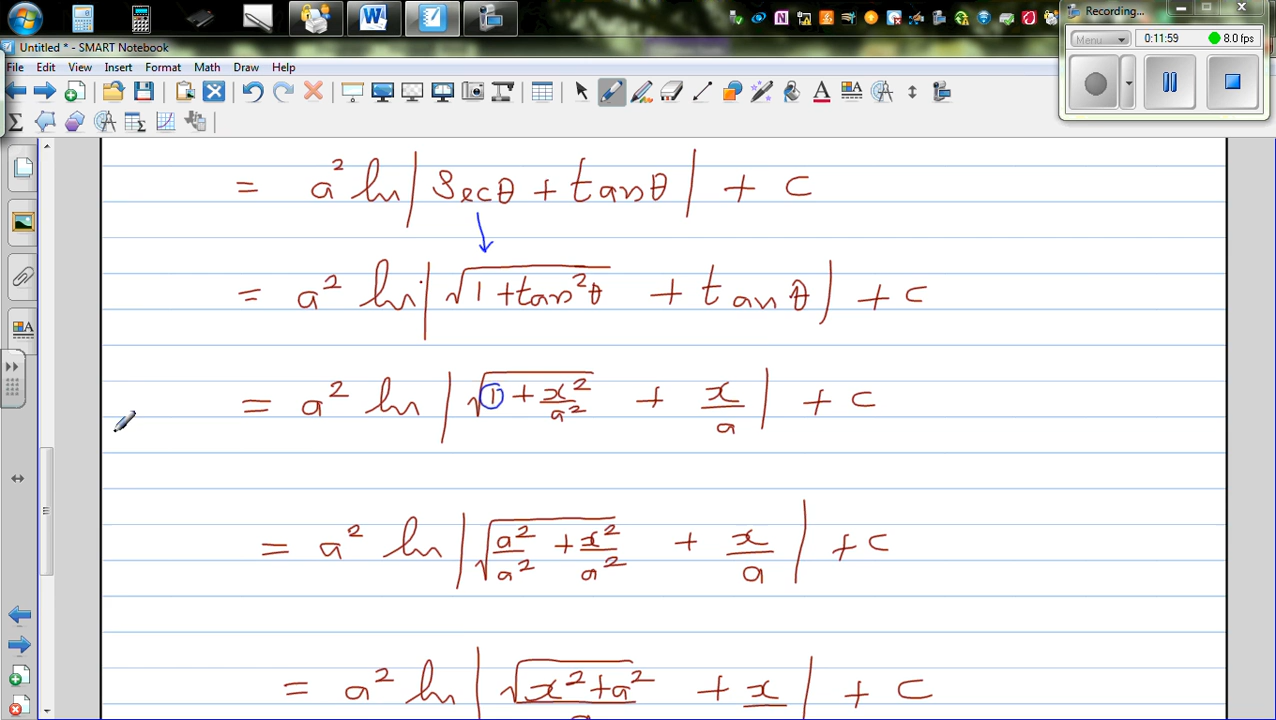 Recording...
Menu
0:11:59
8.0 fps
Untitled * - SMART Notebook
File Edit View Insert Format Math Draw Help
= a² ln| secθ + tanθ | + c
= a² ln| √(1+tan²θ) + tanθ | + c
= a² ln | √(1 + x²/a²) + x/a | + c
= a² ln | √(a²/a² + x²/a²) + x/a | + c
= a² ln | √(x²+a²)/a + x | + c